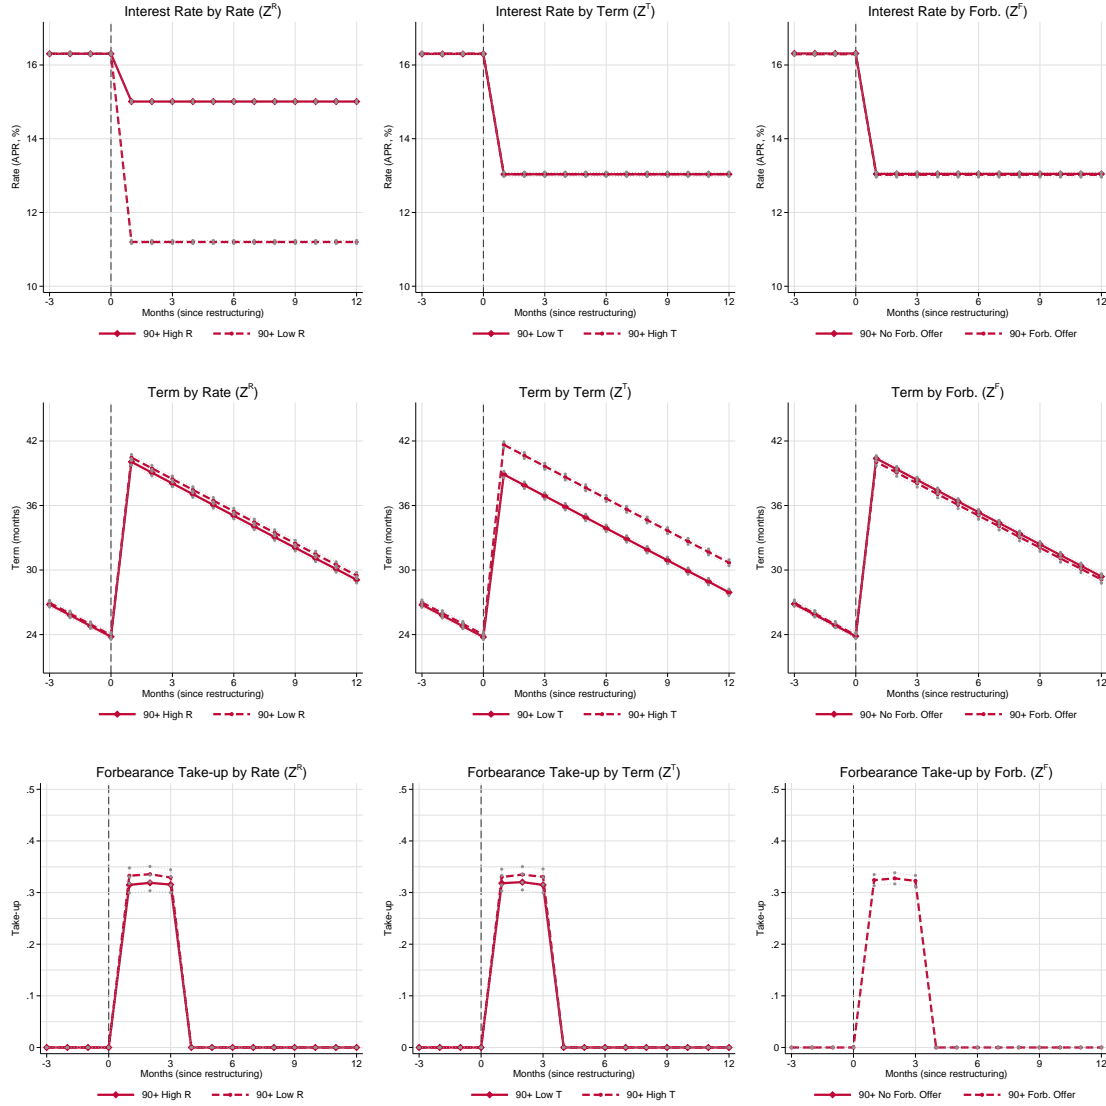 Interest Rate by Rate (Z^R)
Rate (APR, %)
16
14
12
10
-3 0 3 6 9 12
Months (since restructuring)
90+ High R 90+ Low R
Interest Rate by Term (Z^T)
Rate (APR, %)
16
14
12
10
-3 0 3 6 9 12
Months (since restructuring)
90+ Low T 90+ High T
Interest Rate by Forb. (Z^F)
Rate (APR, %)
16
14
12
10
-3 0 3 6 9 12
Months (since restructuring)
90+ No Forb. Offer 90+ Forb. Offer
Term by Rate (Z^R)
Term (months)
42
36
30
24
-3 0 3 6 9 12
Months (since restructuring)
90+ High R 90+ Low R
Term by Term (Z^T)
Term (months)
42
36
30
24
-3 0 3 6 9 12
Months (since restructuring)
90+ Low T 90+ High T
Term by Forb. (Z^F)
Term (months)
42
36
30
24
-3 0 3 6 9 12
Months (since restructuring)
90+ No Forb. Offer 90+ Forb. Offer
Forbearance Take-up by Rate (Z^R)
Take-up
.5
.4
.3
.2
.1
0
-3 0 3 6 9 12
Months (since restructuring)
90+ High R 90+ Low R
Forbearance Take-up by Term (Z^T)
Take-up
.5
.4
.3
.2
.1
0
-3 0 3 6 9 12
Months (since restructuring)
90+ Low T 90+ High T
Forbearance Take-up by Forb. (Z^F)
Take-up
.5
.4
.3
.2
.1
0
-3 0 3 6 9 12
Months (since restructuring)
90+ No Forb. Offer 90+ Forb. Offer